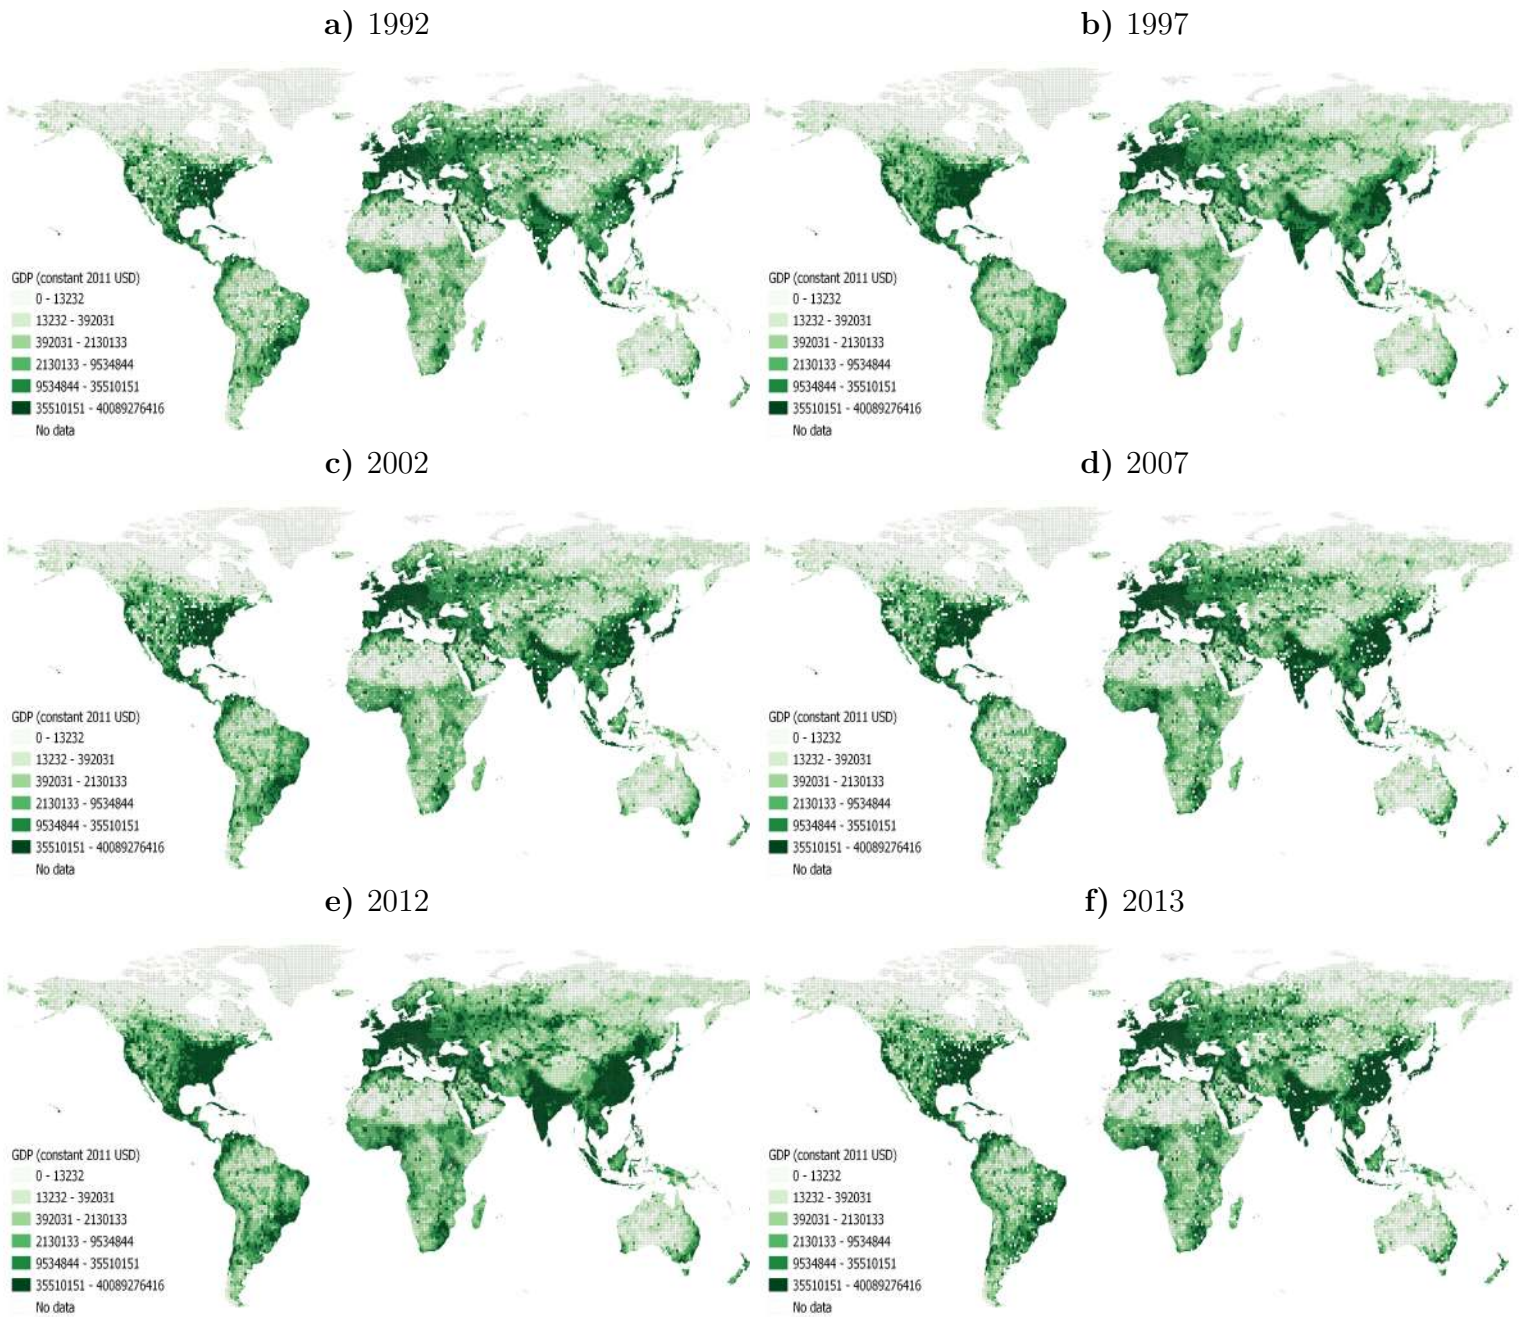 a) 1992
b) 1997
GDP (constant 2011 USD)
0 - 13232
13232 - 392031
392031 - 2130133
2130133 - 9534844
9534844 - 35510151
35510151 - 40089276416
No data
GDP (constant 2011 USD)
0 - 13232
13232 - 392031
392031 - 2130133
2130133 - 9534844
9534844 - 35510151
35510151 - 40089276416
No data
c) 2002
d) 2007
GDP (constant 2011 USD)
0 - 13232
13232 - 392031
392031 - 2130133
2130133 - 9534844
9534844 - 35510151
35510151 - 40089276416
No data
GDP (constant 2011 USD)
0 - 13232
13232 - 392031
392031 - 2130133
2130133 - 9534844
9534844 - 35510151
35510151 - 40089276416
No data
e) 2012
f) 2013
GDP (constant 2011 USD)
0 - 13232
13232 - 392031
392031 - 2130133
2130133 - 9534844
9534844 - 35510151
35510151 - 40089276416
No data
GDP (constant 2011 USD)
0 - 13232
13232 - 392031
392031 - 2130133
2130133 - 9534844
9534844 - 35510151
35510151 - 40089276416
No data